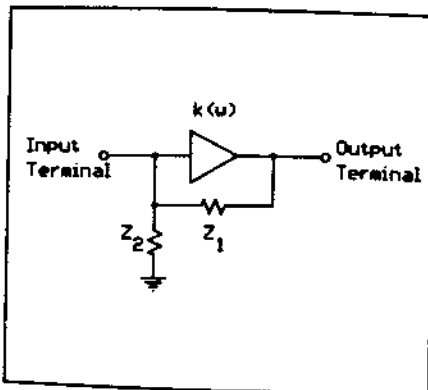 k(w)
Input
Terminal
Output
Terminal
Z1
Z2